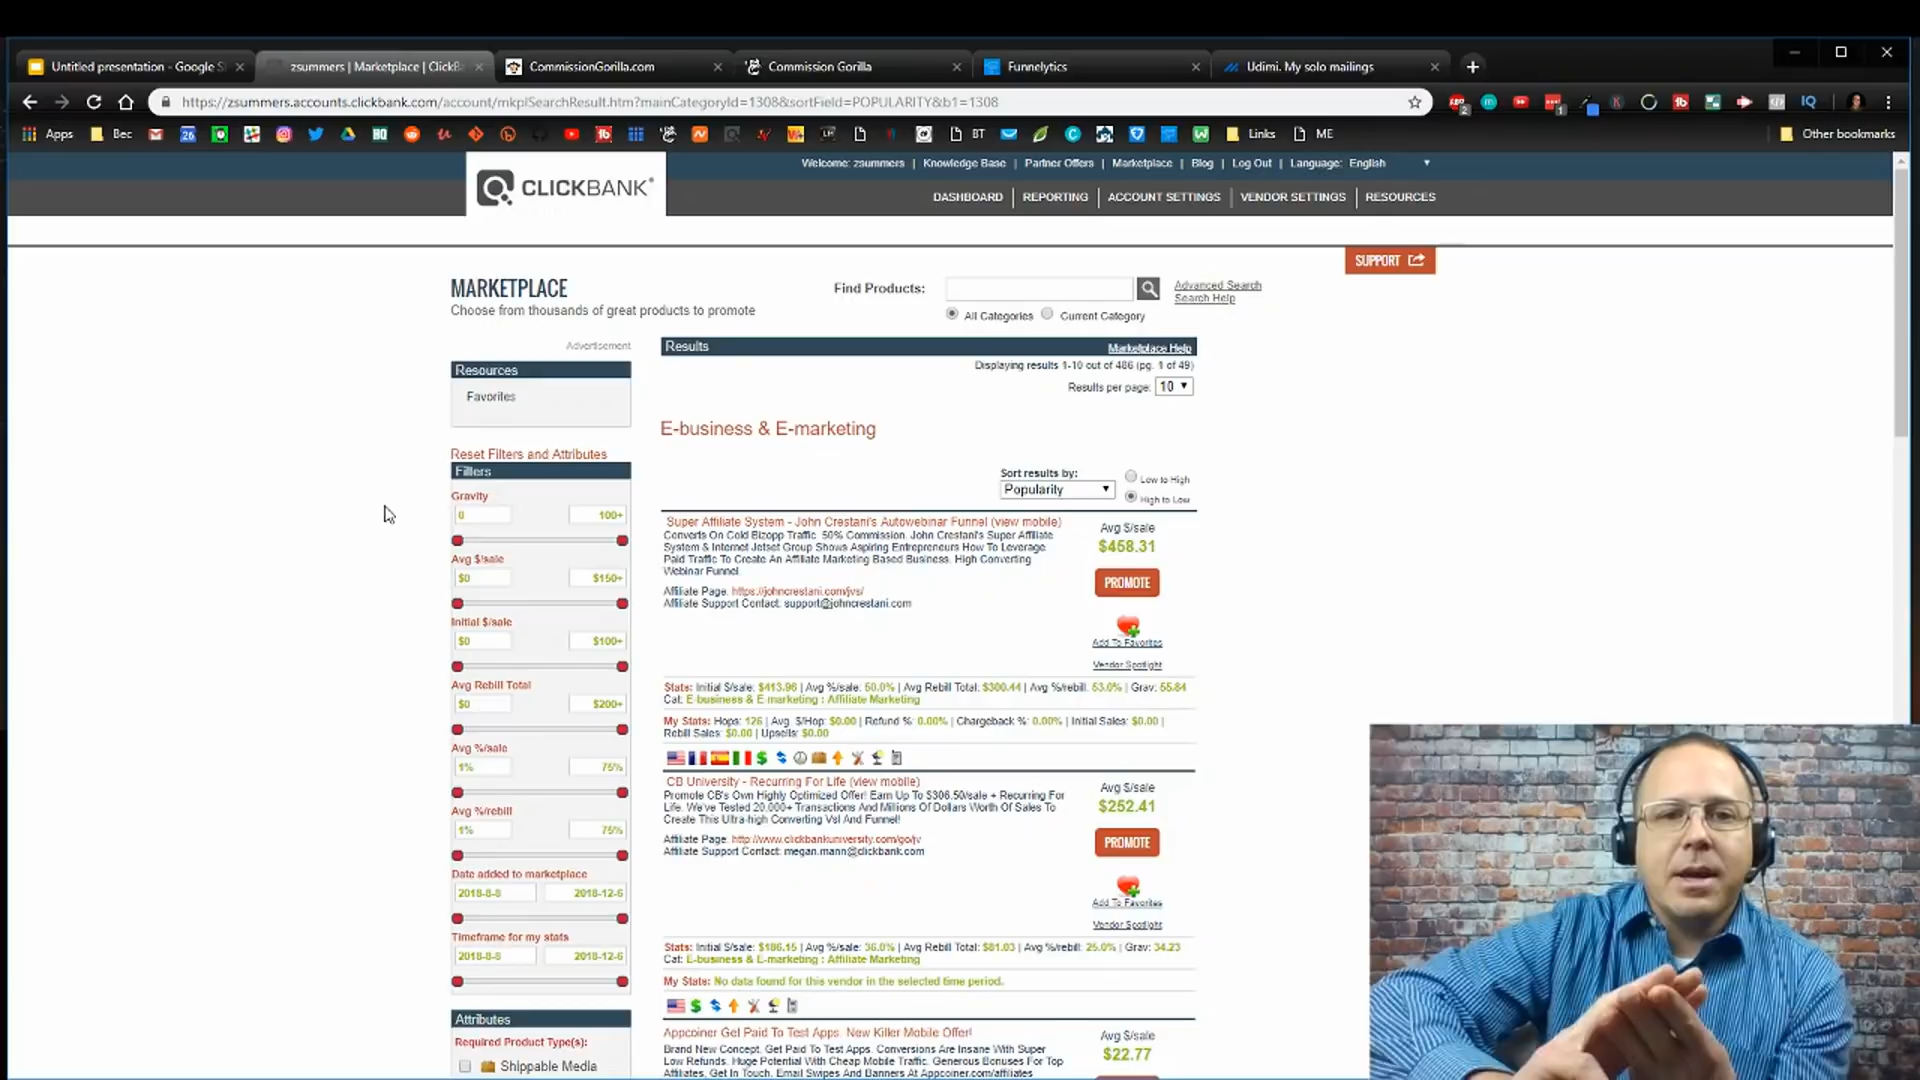 Untitled presentation - Google S
zsummers | Marketplace | ClickB
CommissionGorilla.com
Commission Gorilla
Funnelytics
Udimi. My solo mailings
https://zsummers.accounts.clickbank.com/account/mkplSearchResult.htm?mainCategoryId=1308&sortField=POPULARITY&b1=1308
Apps
Bec
BT
Links
ME
Other bookmarks
Welcome: zsummers | Knowledge Base | Partner Offers | Marketplace | Blog | Log Out | Language: English
CLICKBANK
DASHBOARD | REPORTING | ACCOUNT SETTINGS | VENDOR SETTINGS | RESOURCES
SUPPORT
MARKETPLACE
Choose from thousands of great products to promote
Find Products:
Advanced Search
Search Help
All Categories
Current Category
Advertisement
Resources
Favorites
Reset Filters and Attributes
Filters
Gravity
0
100+
Avg $/sale
$0
$150+
Initial $/sale
$0
$100+
Avg Rebill Total
$0
$200+
Avg %/sale
1%
75%
Avg %/rebill
1%
75%
Date added to marketplace
2018-8-8
2018-12-6
Timeframe for my stats
2018-8-8
2018-12-6
Attributes
Required Product Type(s):
Shippable Media
Results
Marketplace Help
Displaying results 1-10 out of 486 (pg. 1 of 49)
Results per page: 10
E-business & E-marketing
Sort results by:
Popularity
Low to High
High to Low
Super Affiliate System - John Crestani's Autowebinar Funnel (view mobile)
Converts On Cold Bizopp Traffic. 50% Commission. John Crestani's Super Affiliate
System & Internet Jetset Group Shows Aspiring Entrepreneurs How To Leverage
Paid Traffic To Create An Affiliate Marketing Based Business. High Converting
Webinar Funnel.
Affiliate Page: https://johncrestani.com/jvs/
Affiliate Support Contact: support@johncrestani.com
Avg $/sale
$458.31
PROMOTE
Add To Favorites
Vendor Spotlight
Stats: Initial $/sale: $413.96 | Avg %/sale: 50.0% | Avg Rebill Total: $300.44 | Avg %/rebill: 53.0% | Grav: 55.84
Cat: E-business & E-marketing : Affiliate Marketing
My Stats: Hops: 126 | Avg. $/Hop: $0.00 | Refund %: 0.00% | Chargeback %: 0.00% | Initial Sales: $0.00 |
Rebill Sales: $0.00 | Upsells: $0.00
CB University - Recurring For Life (view mobile)
Promote CB's Own Highly Optimized Offer! Earn Up To $306.50/sale + Recurring For
Life. We've Tested 20,000+ Transactions And Millions Of Dollars Worth Of Sales To
Create This Ultra-high Converting Vsl And Funnel!
Affiliate Page: http://www.clickbankuniversity.com/go/jv
Affiliate Support Contact: megan.mann@clickbank.com
Avg $/sale
$252.41
PROMOTE
Add To Favorites
Vendor Spotlight
Stats: Initial $/sale: $186.15 | Avg %/sale: 36.0% | Avg Rebill Total: $81.03 | Avg %/rebill: 25.0% | Grav: 34.23
Cat: E-business & E-marketing : Affiliate Marketing
My Stats: No data found for this vendor in the selected time period.
Appcoiner Get Paid To Test Apps. New Killer Mobile Offer!
Brand New Concept. Get Paid To Test Apps. Conversions Are Insane With Super
Low Refunds. Huge Potential With Cheap Mobile Traffic. Generous Bonuses For Top
Affiliates, Get In Touch. Email Swipes And Banners At Appcoiner.com/affiliates
Avg $/sale
$22.77